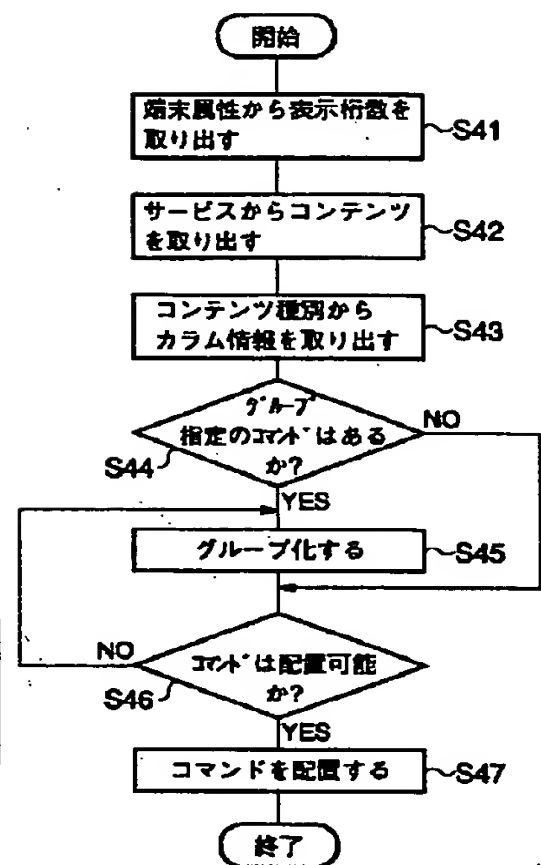 開始
端末属性から表示桁数を
取り出す
S41
サービスからコンテンツ
を取り出す
S42
コンテンツ種別から
カラム情報を取り出す
S43
グループ
指定のコマンドはある
か?
S44
NO
YES
グループ化する
S45
NO
コマンドは配置可能
か?
S46
YES
コマンドを配置する
S47
終了